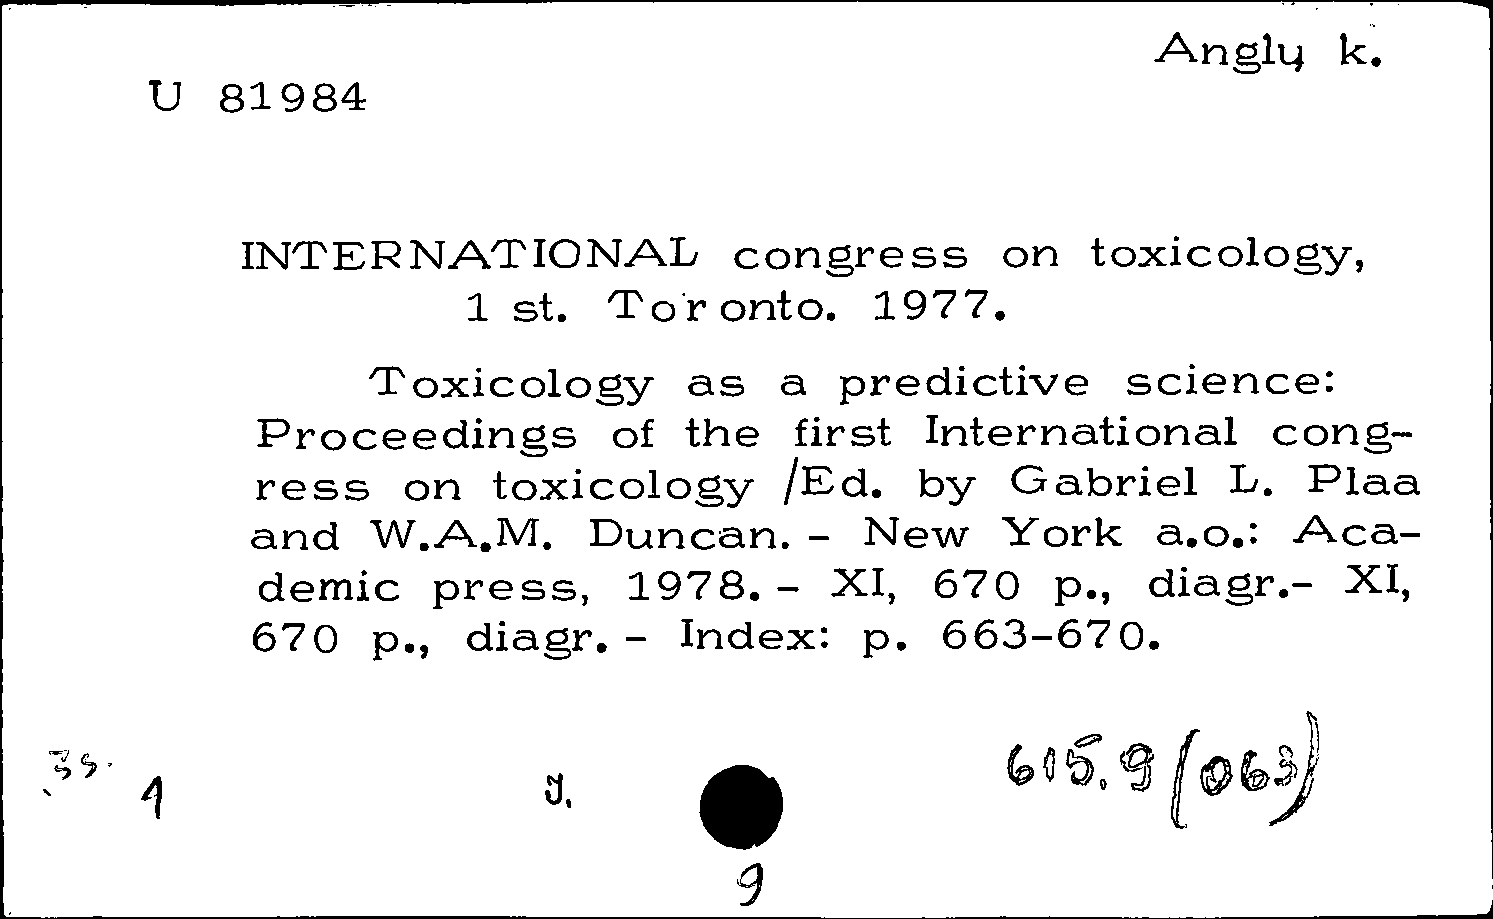 Anglų k.
U 81984
INTERNATIONAL congress on toxicology,
1 st. Toronto. 1977.
Toxicology as a predictive science:
Proceedings of the first International cong-
ress on toxicology /Ed. by Gabriel L. Plaa
and W.A.M. Duncan. - New York a.o.: Aca-
demic press, 1978. - XI, 670 p., diagr.- XI,
670 p., diagr. - Index: p. 663-670.
615.9(063)
1
9